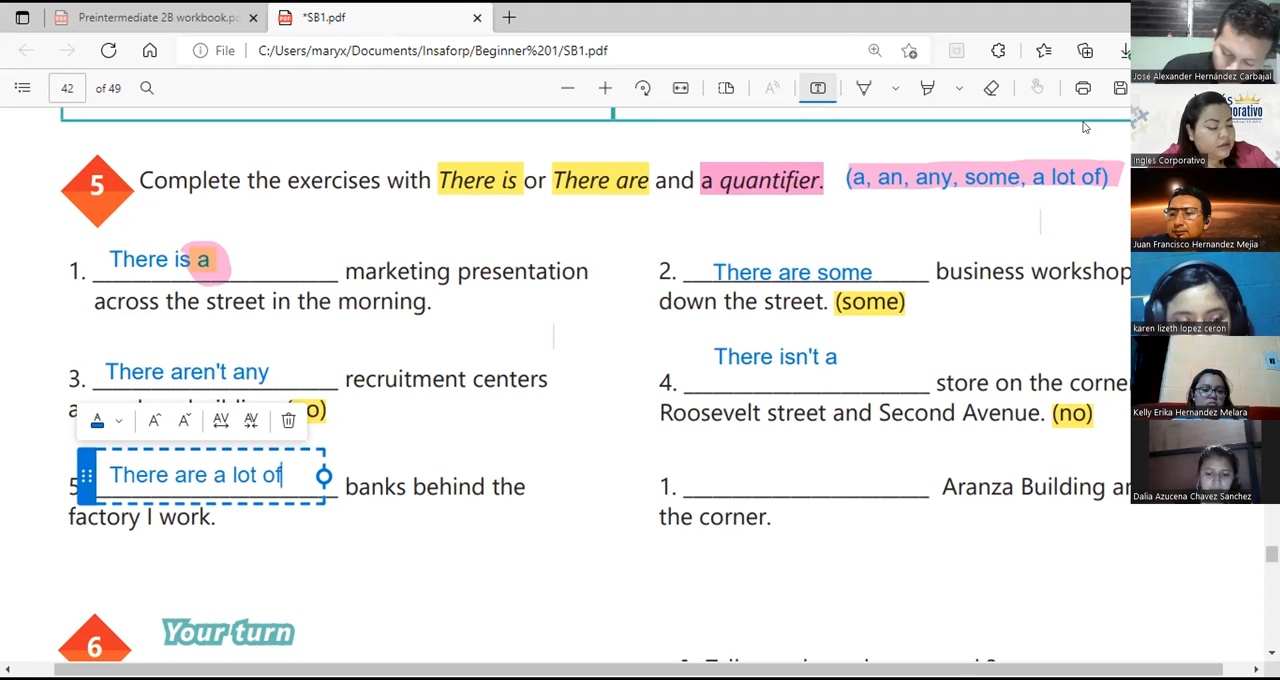 Preintermediate 2B workbook.pc
*SB1.pdf
File
C:/Users/maryx/Documents/Insaforp/Beginner%201/SB1.pdf
42 of 49
José Alexander Hernández Carbajal
5 Complete the exercises with There is or There are and a quantifier. (a, an, any, some, a lot of)
Ingles Corporativo
Juan Francisco Hernandez Mejia
There is a
1. marketing presentation
across the street in the morning.
There are some
2. business workshop
down the street. (some)
karen lizeth lopez ceron
There aren't any
3. recruitment centers
There isn't a
4. store on the corne
Roosevelt street and Second Avenue. (no)
Kelly Erika Hernandez Melara
There are a lot of
5 banks behind the
factory I work.
1. Aranza Building ar
the corner.
Dalia Azucena Chavez Sanchez
6 Your turn